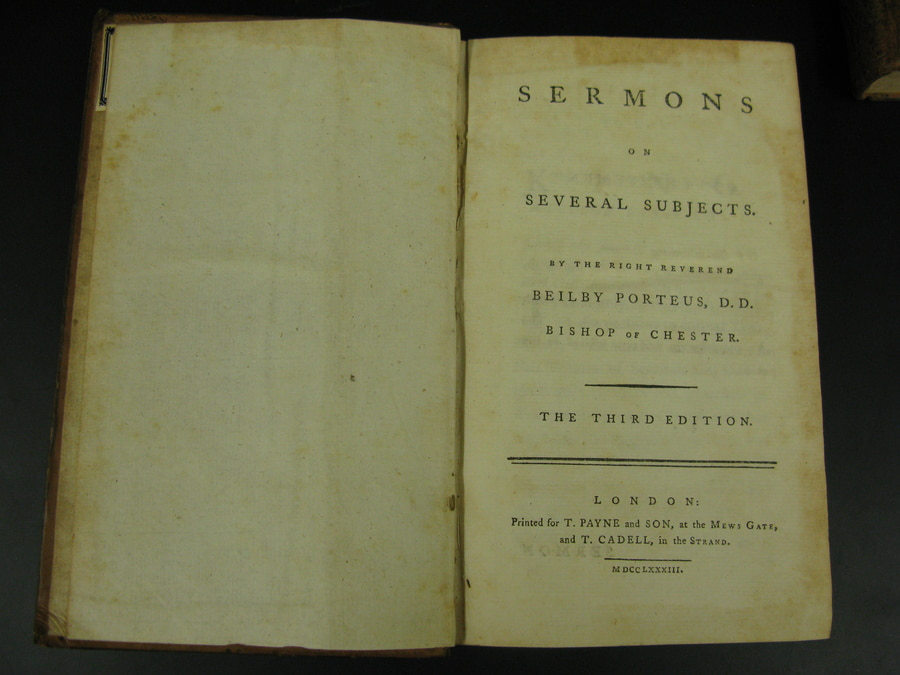 SERMONS
ON
SEVERAL SUBJECTS.
BY THE RIGHT REVEREND
BEILBY PORTEUS, D.D.
BISHOP OF CHESTER.
THE THIRD EDITION.
LONDON:
Printed for T. PAYNE and SON, at the MEWS GATE,
and T. CADELL, in the STRAND.
MDCCLXXXIII.